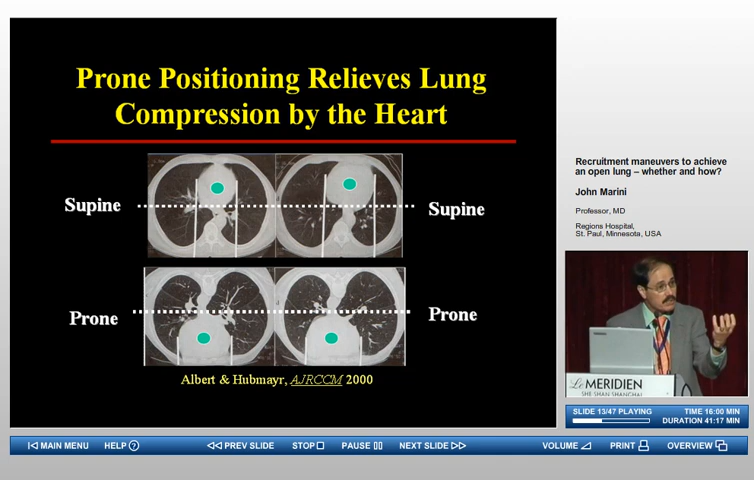 Prone Positioning Relieves Lung
Compression by the Heart
Supine
Supine
Prone
Prone
Albert & Hubmayr, AJRCCM 2000
Recruitment maneuvers to achieve
an open lung – whether and how?
John Marini
Professor, MD
Regions Hospital,
St. Paul, Minnesota, USA
Le MERIDIEN
SHE SHAN SHANGHAI
SLIDE 13/47 PLAYING
TIME 16:00 MIN
DURATION 41:17 MIN
MAIN MENU
HELP ?
PREV SLIDE
STOP
PAUSE
NEXT SLIDE
VOLUME
PRINT
OVERVIEW